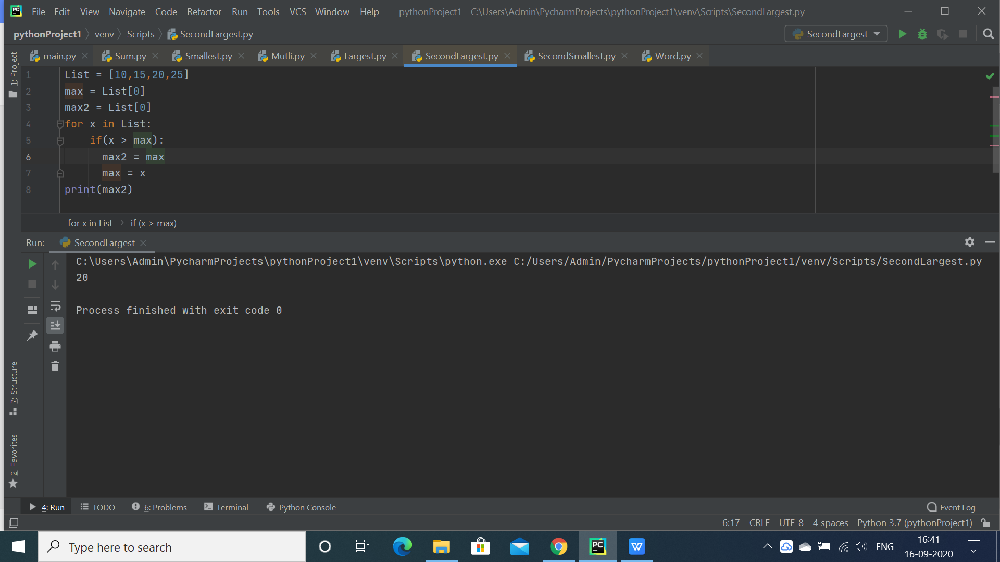 PC File Edit View Navigate Code Refactor Run Tools VCS Window Help pythonProject1 - C:\Users\Admin\PycharmProjects\pythonProject1\venv\Scripts\SecondLargest.py
pythonProject1 venv Scripts SecondLargest.py SecondLargest
main.py Sum.py Smallest.py Mutli.py Largest.py SecondLargest.py SecondSmallest.py Word.py
1: Project
1 List = [10,15,20,25]
2 max = List[0]
3 max2 = List[0]
4 for x in List:
5 if(x > max):
6 max2 = max
7 max = x
8 print(max2)
for x in List › if (x > max)
Run: SecondLargest
C:\Users\Admin\PycharmProjects\pythonProject1\venv\Scripts\python.exe C:/Users/Admin/PycharmProjects/pythonProject1/venv/Scripts/SecondLargest.py
20
Process finished with exit code 0
7: Structure
2: Favorites
4: Run TODO 6: Problems Terminal Python Console Event Log
6:17 CRLF UTF-8 4 spaces Python 3.7 (pythonProject1)
Type here to search PC W ENG 16:41
16-09-2020